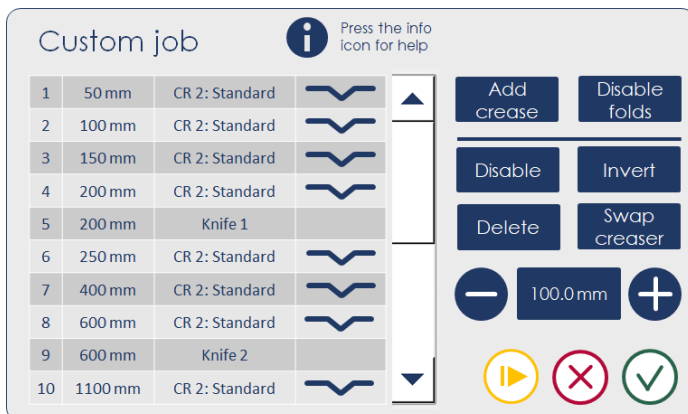 Custom job
i
Press the info
icon for help
1 50 mm CR 2: Standard
2 100 mm CR 2: Standard
3 150 mm CR 2: Standard
4 200 mm CR 2: Standard
5 200 mm Knife 1
6 250 mm CR 2: Standard
7 400 mm CR 2: Standard
8 600 mm CR 2: Standard
9 600 mm Knife 2
10 1100 mm CR 2: Standard
Add
crease
Disable
folds
Disable
Invert
Delete
Swap
creaser
100.0 mm